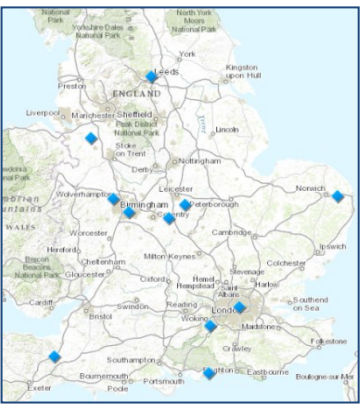 National
Park
North York
Moors
National Park
Yorkshire Dales
National Park
York
Leeds
Kingston
upon Hull
Preston
ENGLAND
Liverpool
Manchester
Sheffield
Peak District
National Park
Lincoln
Stoke
on Trent
Nottingham
Derby
Norwich
Leicester
Wolverhampton
Peterborough
Birmingham
Coventry
WALES
Worcester
Cambridge
Ipswich
Hereford
Milton Keynes
Colchester
Brecon
Beacons
National
Park
Cheltenham
Gloucester
Stevenage
Oxford
Hemel
Hempstead
Saint
Albans
Harlow
Cardiff
Swindon
London
Southend
on Sea
Bristol
Reading
Woking
Maidstone
Folkestone
Crawley
Southampton
Brighton
Eastbourne
Boulogne-sur-Mer
Bournemouth
Portsmouth
Poole
Exeter